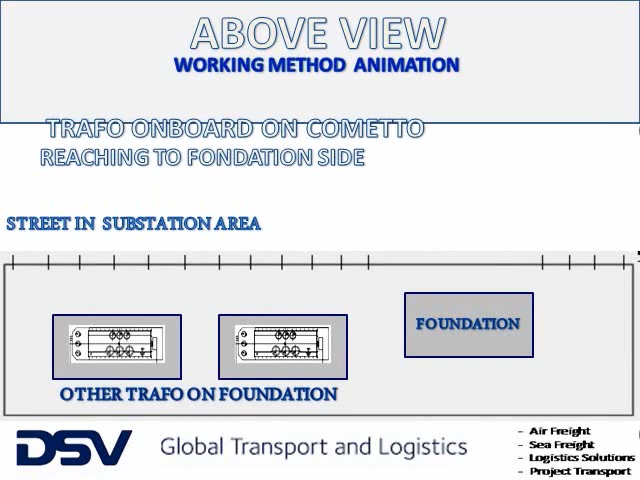 ABOVE VIEW
WORKING METHOD ANIMATION
TRAFO ONBOARD ON COMETTO
REACHING TO FONDATION SIDE
STREET IN SUBSTATION AREA
FOUNDATION
OTHER TRAFO ON FOUNDATION
DSV Global Transport and Logistics
- Air Freight
- Sea Freight
- Logistics Solutions
- Project Transport